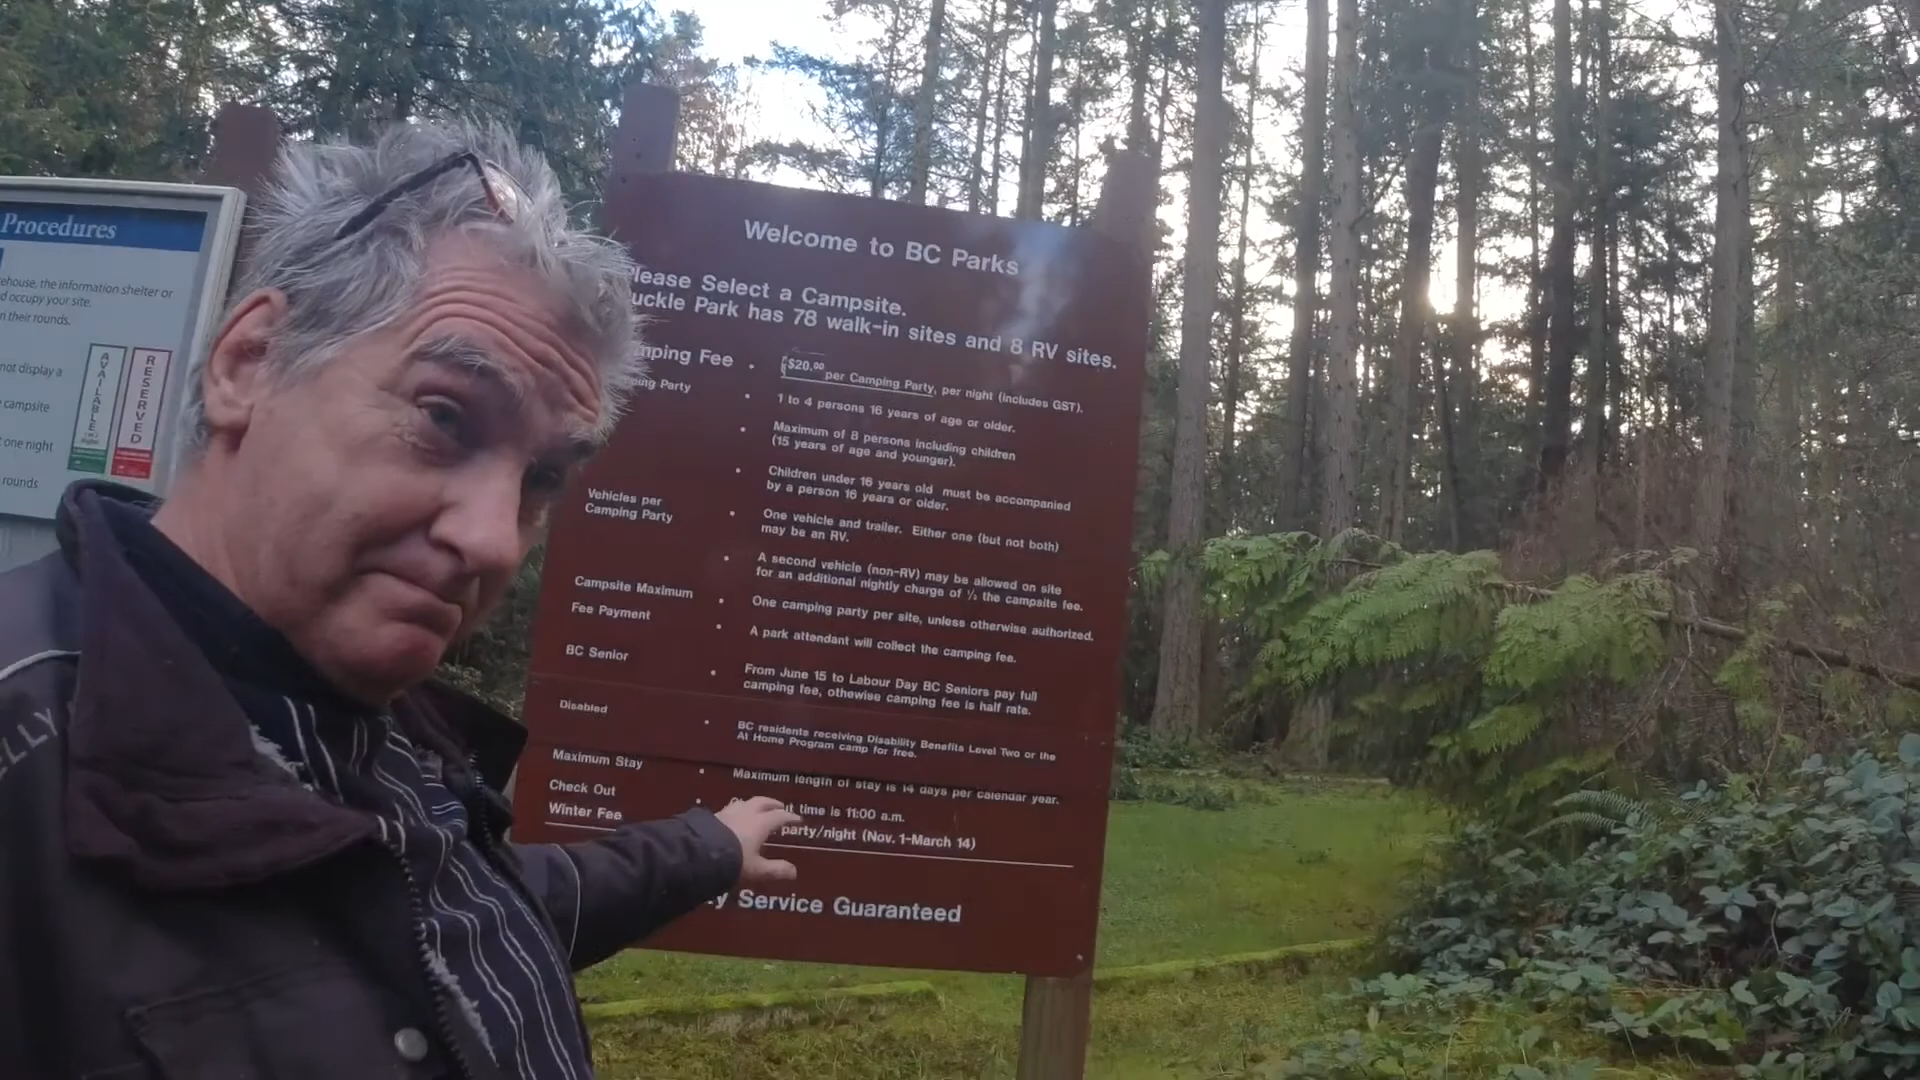 Procedures
ehouse, the information shelter or
d occupy your site.
n their rounds.
not display a
campsite
one night
rounds
AVAILABLE
RESERVED
Welcome to BC Parks
Please Select a Campsite.
uckle Park has 78 walk-in sites and 8 RV sites.
mping Fee • $20.00 per Camping Party, per night (includes GST).
ping Party • 1 to 4 persons 16 years of age or older.
• Maximum of 8 persons including children
(15 years of age and younger).
• Children under 16 years old must be accompanied
by a person 16 years or older.
Vehicles per
Camping Party
• One vehicle and trailer. Either one (but not both)
may be an RV.
• A second vehicle (non-RV) may be allowed on site
for an additional nightly charge of ½ the campsite fee.
Campsite Maximum • One camping party per site, unless otherwise authorized.
Fee Payment • A park attendant will collect the camping fee.
BC Senior • From June 15 to Labour Day BC Seniors pay full
camping fee, othewise camping fee is half rate.
Disabled • BC residents receiving Disability Benefits Level Two or the
At Home Program camp for free.
Maximum Stay • Maximum length of stay is 14 days per calendar year.
Check Out • ut time is 11:00 a.m.
Winter Fee party/night (Nov. 1-March 14)
ty Service Guaranteed
ELLY